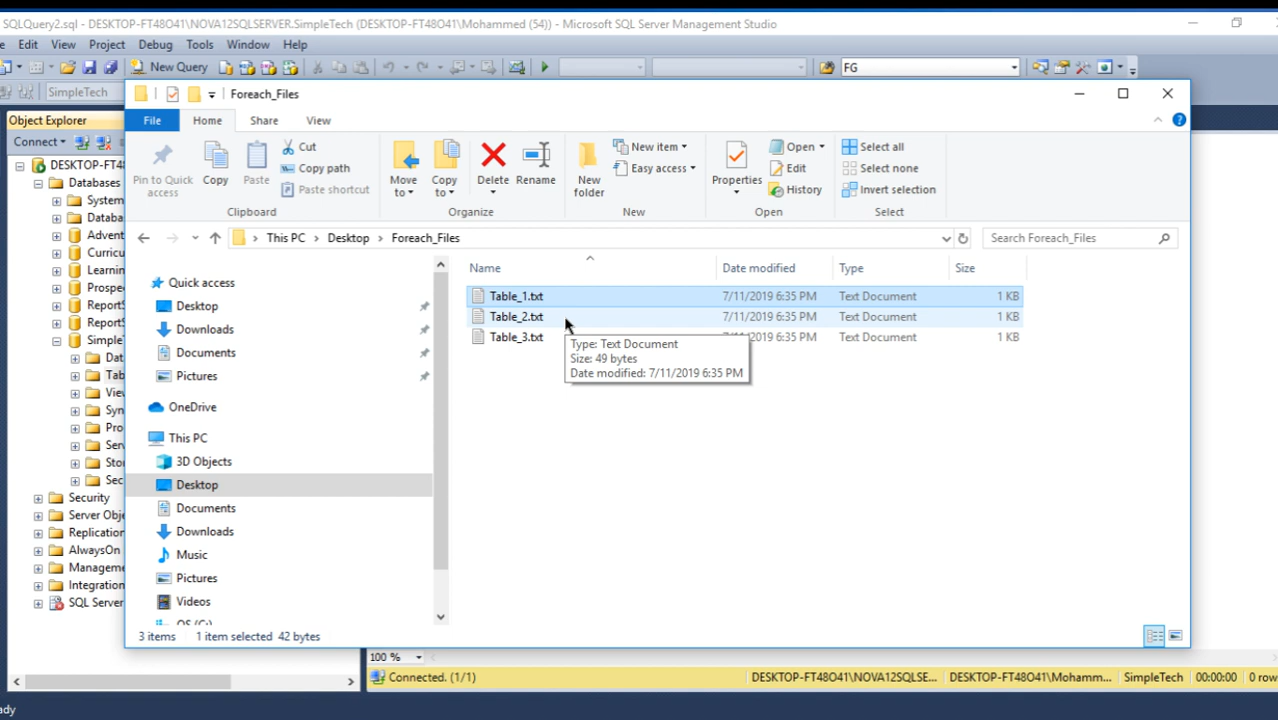 SQLQuery2.sql - DESKTOP-FT48O41\NOVA12SQLSERVER.SimpleTech (DESKTOP-FT48O41\Mohammed (54)) - Microsoft SQL Server Management Studio
Edit View Project Debug Tools Window Help
New Query FG
SimpleTech
Foreach_Files
File Home Share View
Object Explorer
Connect
Pin to Quick access
Copy
Paste
Cut
Copy path
Paste shortcut
Move to
Copy to
Delete
Rename
New folder
New item
Easy access
Properties
Open
Edit
History
Select all
Select none
Invert selection
Clipboard Organize New Open Select
This PC > Desktop > Foreach_Files
Search Foreach_Files
DESKTOP-FT48
Databases
System
Databa
Advent
Curricu
Learnin
Prospe
ReportS
ReportS
Simple
Dat
Tab
View
Syn
Pro
Serv
Stor
Sec
Security
Server Obje
Replication
AlwaysOn
Manageme
Integration
SQL Server
Quick access
Desktop
Downloads
Documents
Pictures
OneDrive
This PC
3D Objects
Desktop
Documents
Downloads
Music
Pictures
Videos
OS (C:)
Name Date modified Type Size
Table_1.txt 7/11/2019 6:35 PM Text Document 1 KB
Table_2.txt 7/11/2019 6:35 PM Text Document 1 KB
Table_3.txt 2019 6:35 PM Text Document 1 KB
Type: Text Document
Size: 49 bytes
Date modified: 7/11/2019 6:35 PM
3 items 1 item selected 42 bytes
100 %
Connected. (1/1) DESKTOP-FT48O41\NOVA12SQLSE... DESKTOP-FT48O41\Mohamm... SimpleTech 00:00:00 0 row
ady